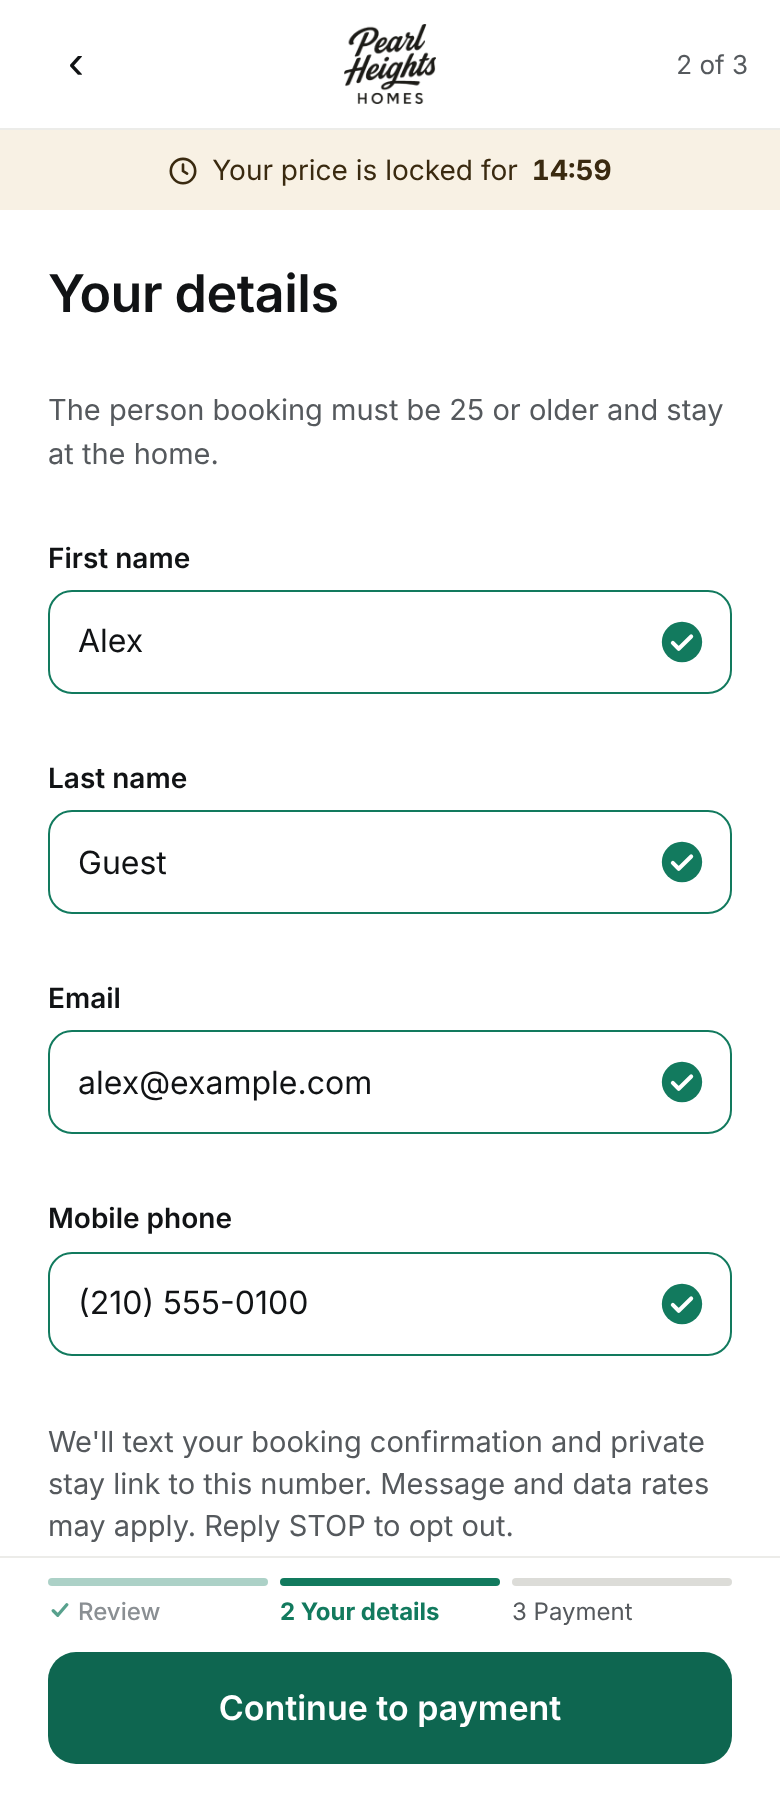 Pearl
Heights
HOMES
2 of 3
Your price is locked for 14:59
Your details
The person booking must be 25 or older and stay
at the home.
First name
Alex
Last name
Guest
Email
alex@example.com
Mobile phone
(210) 555-0100
We'll text your booking confirmation and private
stay link to this number. Message and data rates
may apply. Reply STOP to opt out.
Review
2 Your details
3 Payment
Continue to payment